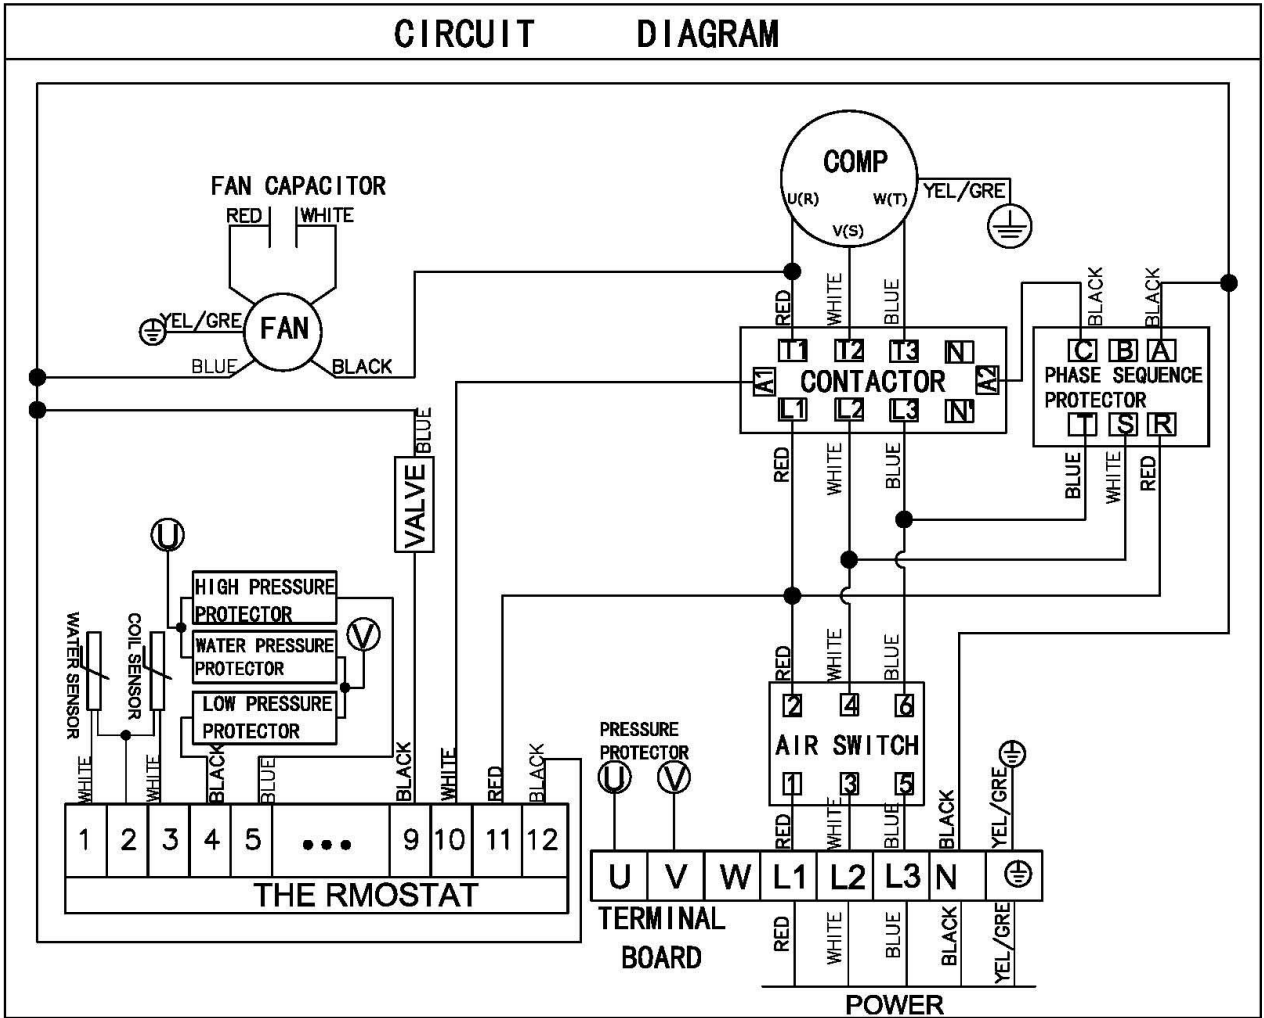 CIRCUIT DIAGRAM
COMP
U(R)
W(T)
V(S)
YEL/GRE
FAN CAPACITOR
RED
WHITE
YEL/GRE
FAN
BLUE
BLACK
RED
WHITE
BLUE
BLACK
BLACK
T1 T2 T3 N
A1 CONTACTOR A2
L1 L2 L3 N'
C B A
PHASE SEQUENCE
PROTECTOR
T S R
BLUE
VALVE
RED
WHITE
BLUE
BLUE
WHITE
RED
U
HIGH PRESSURE
PROTECTOR
WATER PRESSURE
PROTECTOR
V
LOW PRESSURE
PROTECTOR
WATER SENSOR
COIL SENSOR
WHITE
WHITE
BLACK
BLUE
BLACK
WHITE
RED
BLACK
1 2 3 4 5 ••• 9 10 11 12
THE RMOSTAT
RED
WHITE
BLUE
2 4 6
AIR SWITCH
1 3 5
PRESSURE
PROTECTOR
U V
RED
WHITE
BLUE
BLACK
YEL/GRE
U V W L1 L2 L3 N
TERMINAL
BOARD
RED
WHITE
BLUE
BLACK
YEL/GRE
POWER